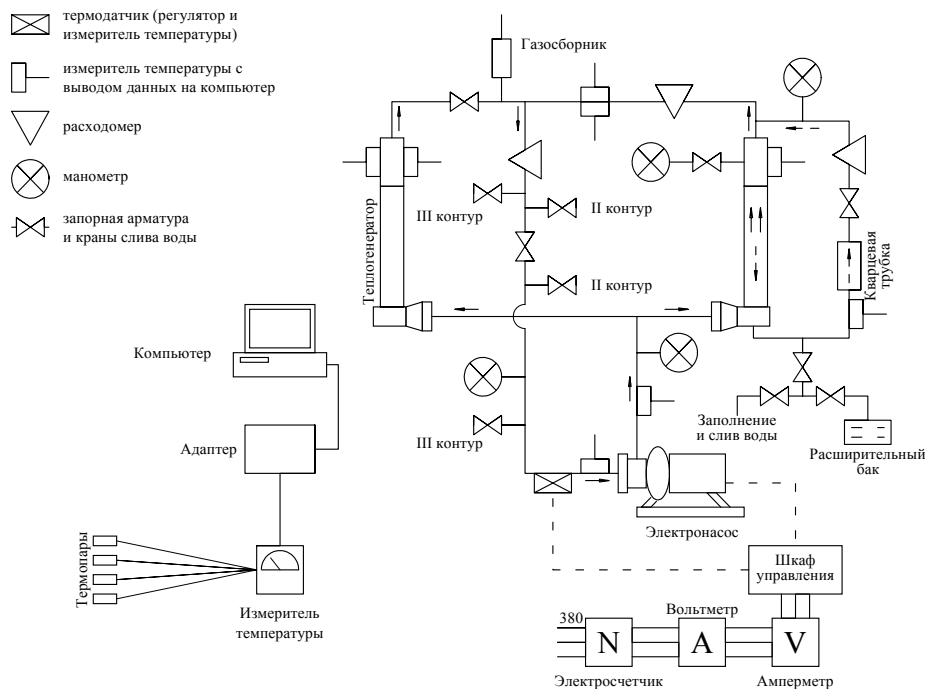 термодатчик (регулятор и
измеритель температуры)
измеритель температуры с
выводом данных на компьютер
расходомер
манометр
запорная арматура
и краны слива воды
Газосборник
III контур
II контур
Теплогенератор
II контур
Кварцевая
трубка
Компьютер
III контур
Заполнение
и слив воды
Расширительный
бак
Адаптер
Электронасос
Термопары
Измеритель
температуры
Шкаф
управления
380
Вольтметр
N
A
V
Электросчетчик
Амперметр